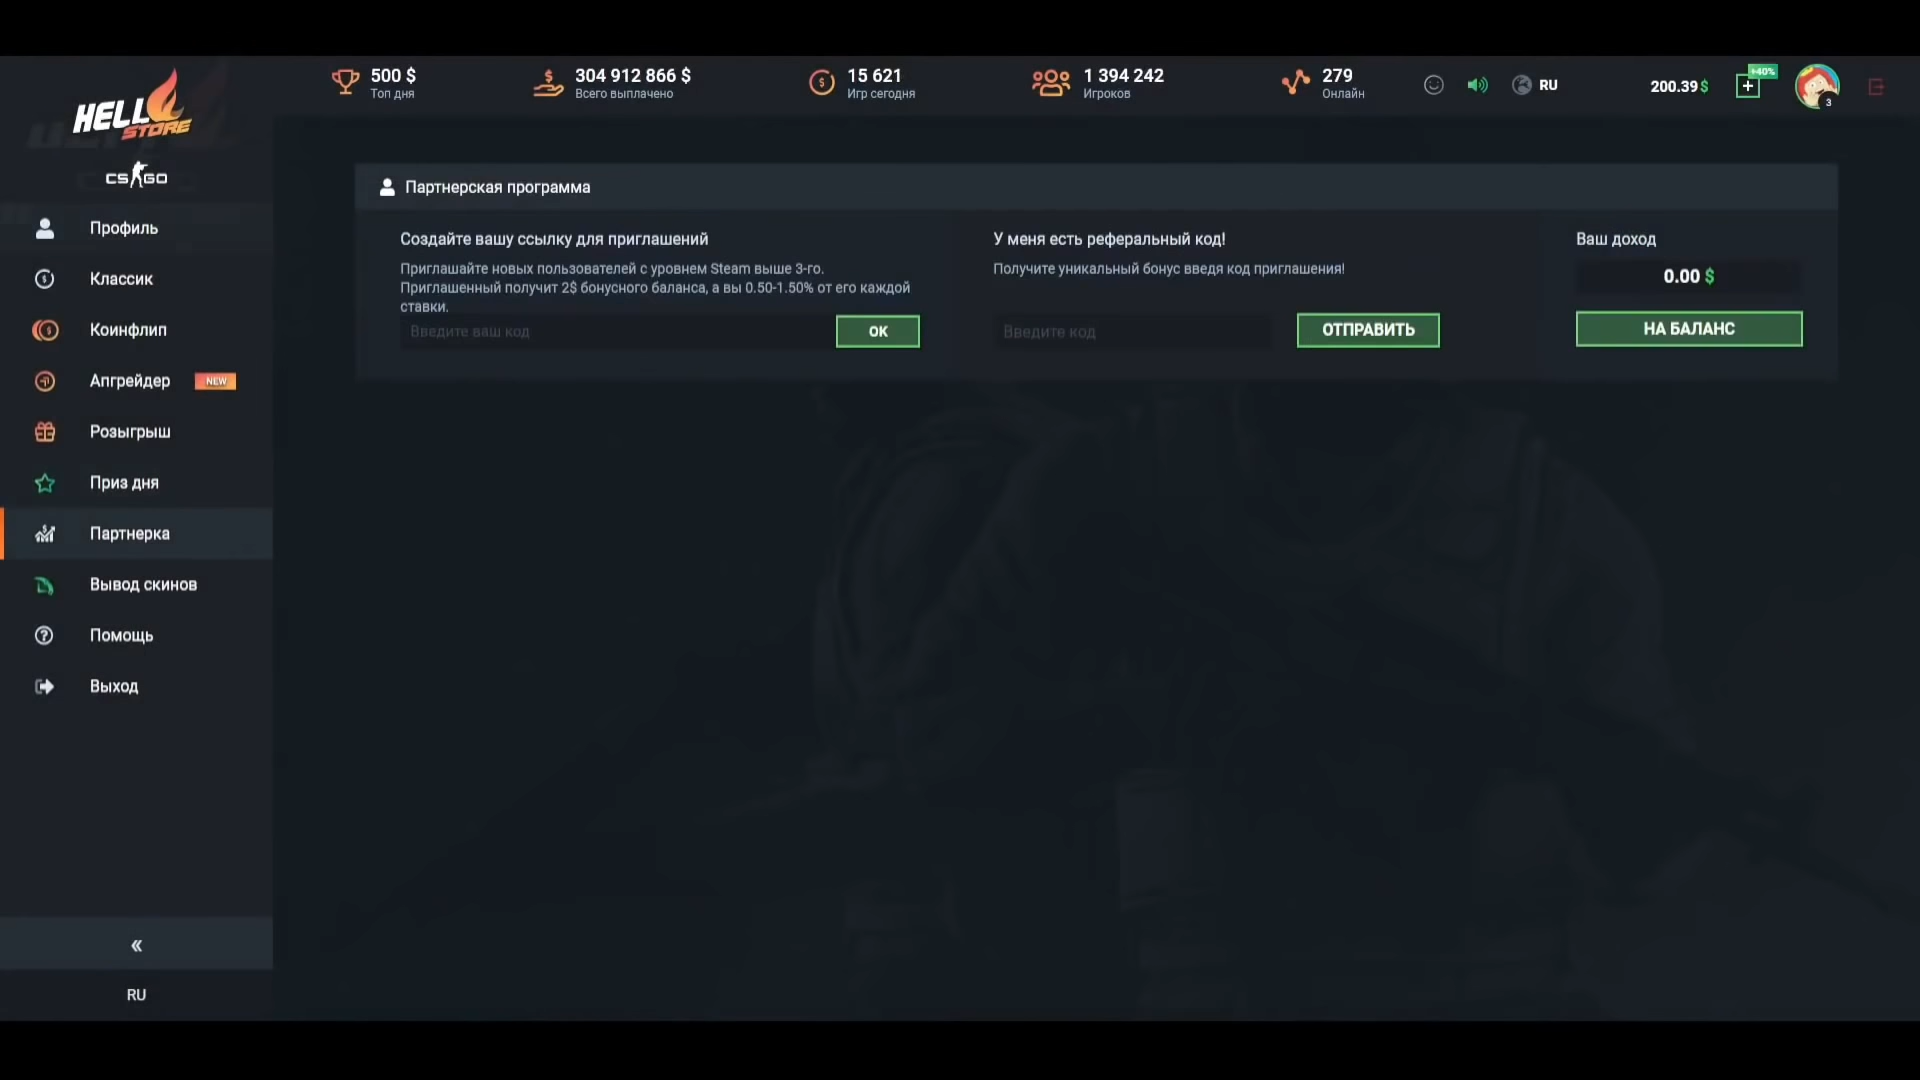 HELL
STORE
CS GO
500 $
Топ дня
304 912 866 $
Всего выплачено
15 621
Игр сегодня
1 394 242
Игроков
279
Онлайн
RU
200.39$
+40%
3
Профиль
Классик
Коинфлип
Апгрейдер NEW
Розыгрыш
Приз дня
Партнерка
Вывод скинов
Помощь
Выход
«
RU
Партнерская программа
Создайте вашу ссылку для приглашений
Приглашайте новых пользователей с уровнем Steam выше 3-го.
Приглашенный получит 2$ бонусного баланса, а вы 0.50-1.50% от его каждой
ставки.
Введите ваш код
ОК
У меня есть реферальный код!
Получите уникальный бонус введя код приглашения!
Введите код
ОТПРАВИТЬ
Ваш доход
0.00 $
НА БАЛАНС